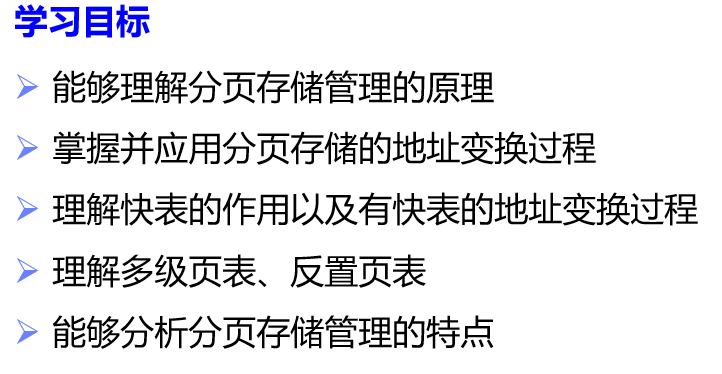 学习目标
能够理解分页存储管理的原理
掌握并应用分页存储的地址变换过程
理解快表的作用以及有快表的地址变换过程
理解多级页表、反置页表
能够分析分页存储管理的特点